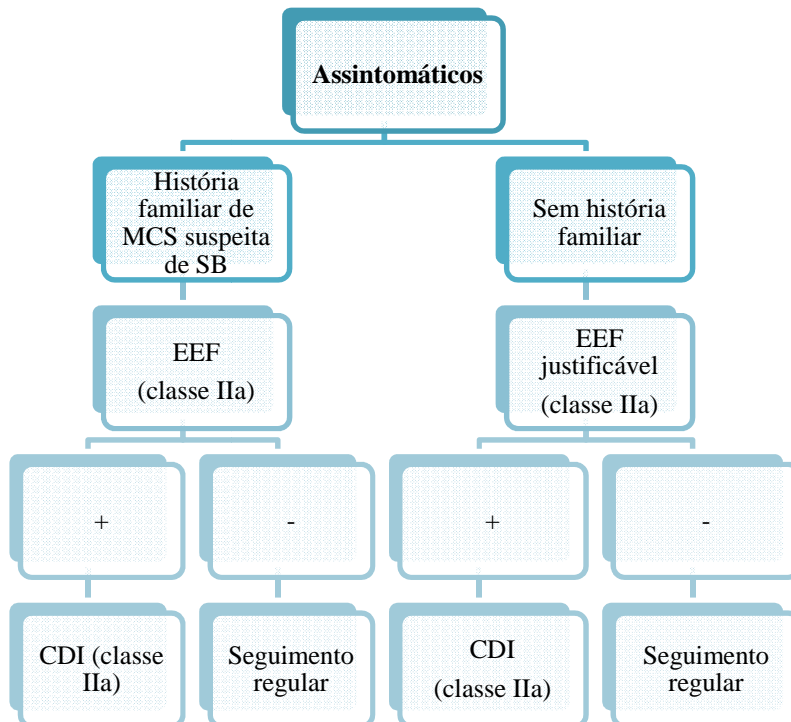 Assintomáticos
História
familiar de
MCS suspeita
de SB
Sem história
familiar
EEF
(classe IIa)
EEF
justificável
(classe IIa)
+
-
+
-
CDI (classe
IIa)
Seguimento
regular
CDI
(classe IIa)
Seguimento
regular